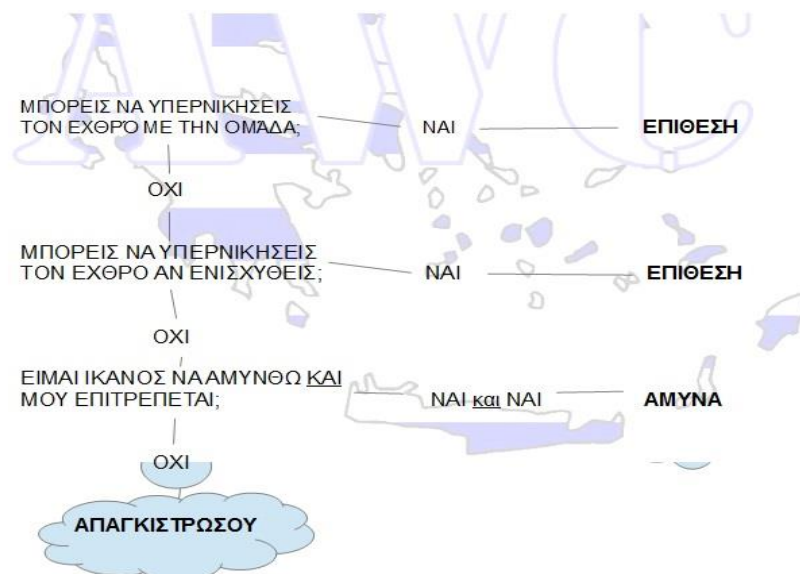 AWC
ΜΠΟΡΕΙΣ ΝΑ ΥΠΕΡΝΙΚΗΣΕΙΣ
ΤΟΝ ΕΧΘΡΌ ΜΕ ΤΗΝ ΟΜΆΔΑ;
ΝΑΙ
ΕΠΙΘΕΣΗ
ΟΧΙ
ΜΠΟΡΕΙΣ ΝΑ ΥΠΕΡΝΙΚΗΣΕΙΣ
ΤΟΝ ΕΧΘΡΟ ΑΝ ΕΝΙΣΧΥΘΕΙΣ;
ΝΑΙ
ΕΠΙΘΕΣΗ
ΟΧΙ
ΕΙΜΑΙ ΙΚΑΝΟΣ ΝΑ ΑΜΥΝΘΩ ΚΑΙ
ΜΟΥ ΕΠΙΤΡΕΠΕΤΑΙ;
ΝΑΙ και ΝΑΙ
ΑΜΥΝΑ
ΟΧΙ
ΑΠΑΓΚΙΣΤΡΩΣΟΥ